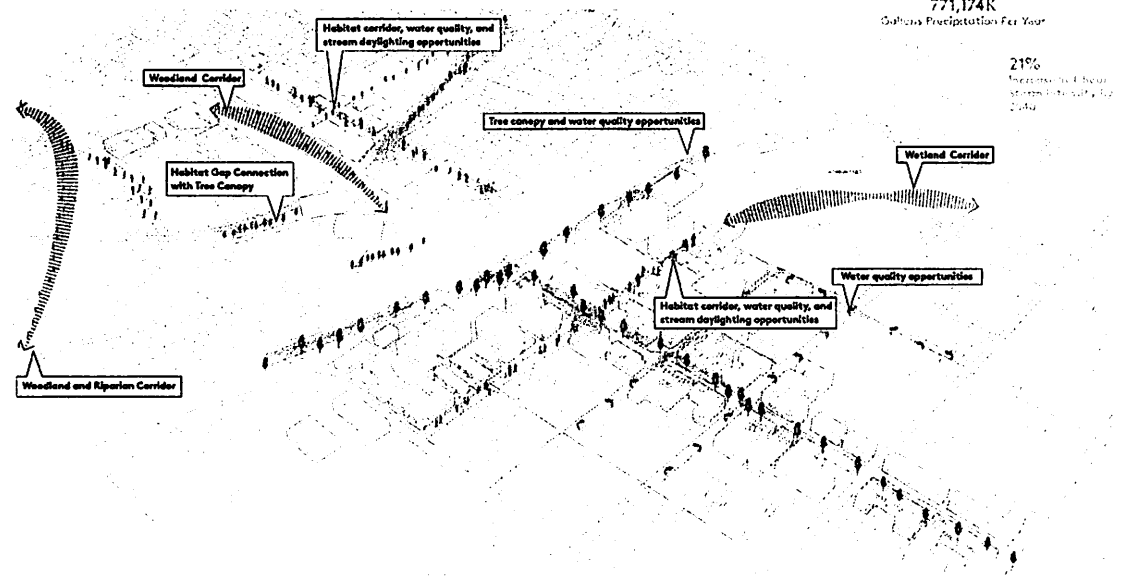 771,174K
Gallons Precipitation Per Year
21%
Habitat corridor, water quality, and
stream daylighting opportunities
Woodland Corridor
Tree canopy and water quality opportunities
Wetland Corridor
Habitat Gap Connection
with Tree Canopy
Water quality opportunities
Habitat corridor, water quality, and
stream daylighting opportunities
Woodland and Riparian Corridor